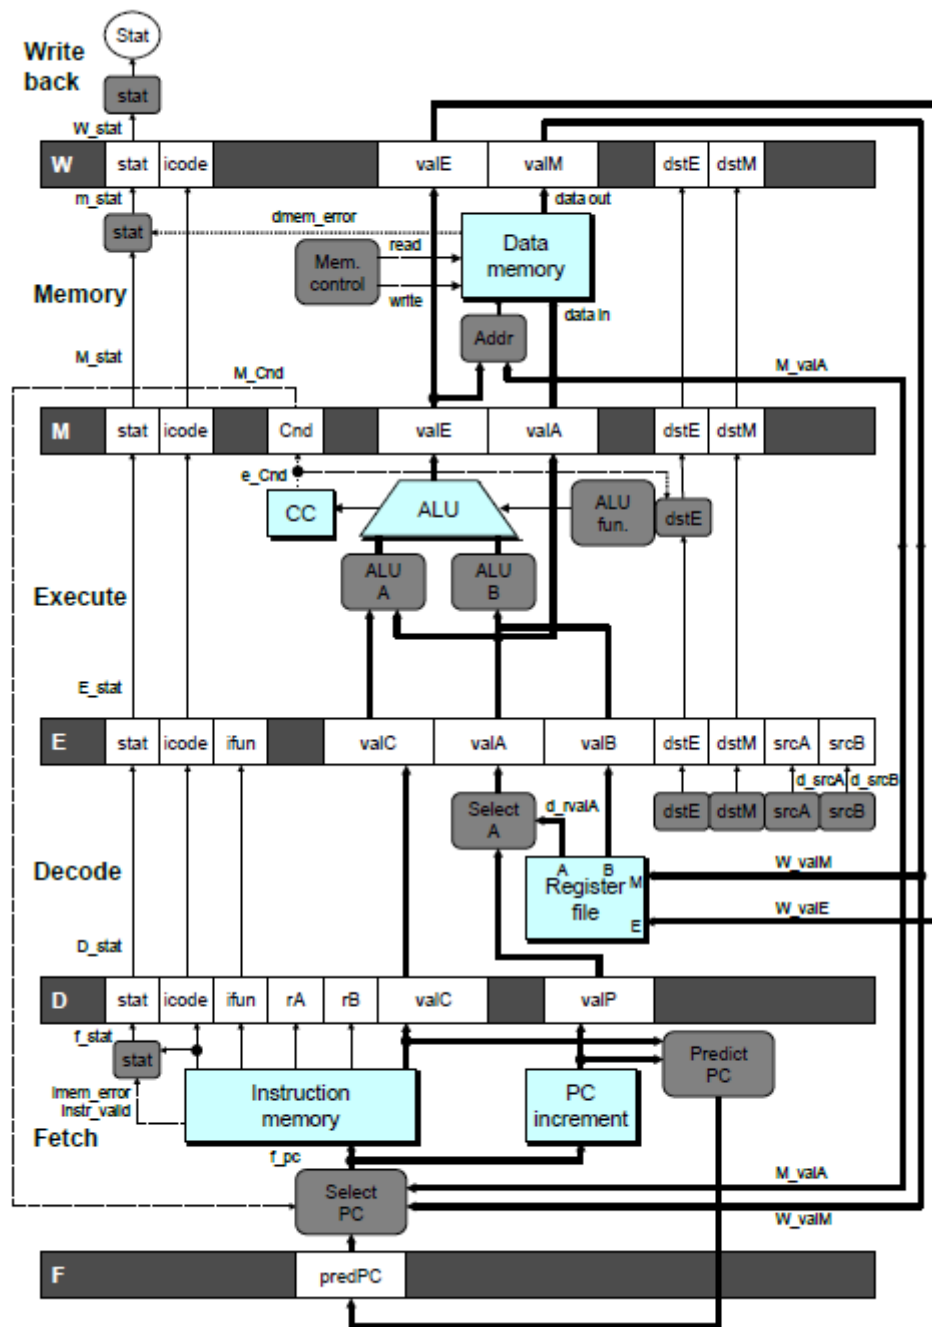 Stat
Write
back
stat
W_stat
W
stat
icode
valE
valM
dstE
dstM
m_stat
data out
dmem_error
stat
read
Mem.
control
Data
memory
write
Memory
data in
Addr
M_stat
M_Cnd
M_valA
M
stat
icode
Cnd
valE
valA
dstE
dstM
e_Cnd
CC
ALU
ALU
fun.
dstE
ALU
A
ALU
B
Execute
E_stat
E
stat
icode
ifun
valC
valA
valB
dstE
dstM
srcA
srcB
d_srcA
d_srcB
Select
A
d_rvalA
dstE
dstM
srcA
srcB
Decode
A
B
W_valM
Register
file
M
E
W_valE
D_stat
D
stat
icode
ifun
rA
rB
valC
valP
f_stat
stat
Predict
PC
Imem_error
Instr_valid
Instruction
memory
PC
increment
Fetch
f_pc
Select
PC
M_valA
W_valM
F
predPC